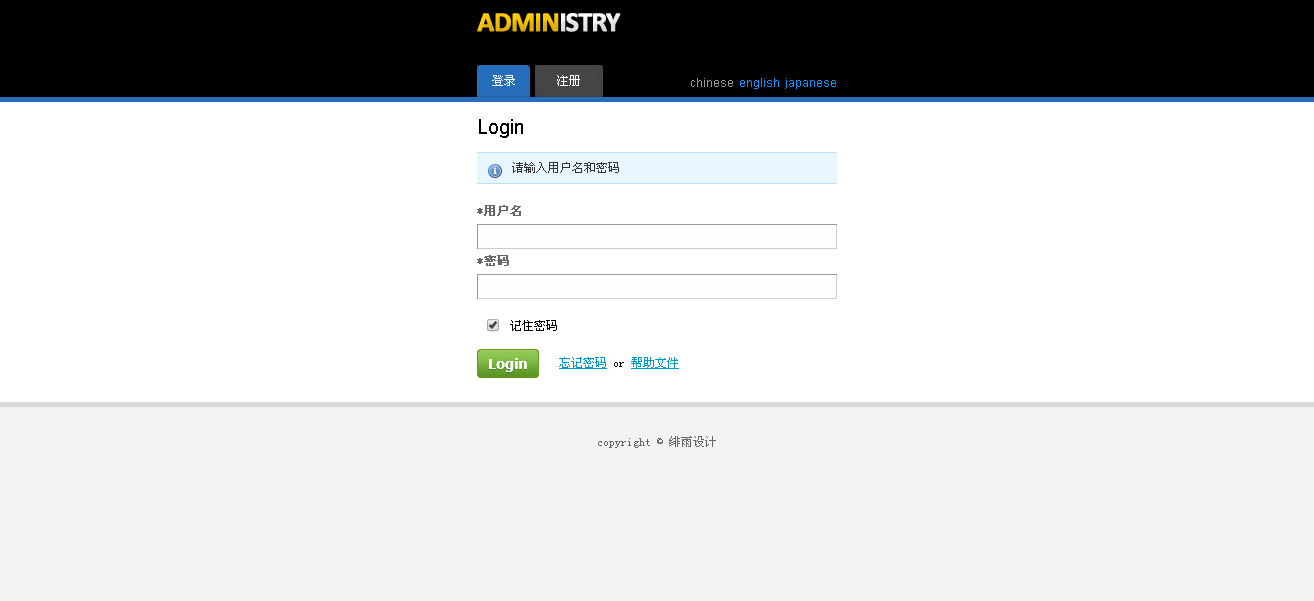 ADMINISTRY
登录 注册 chinese english japanese
Login
请输入用户名和密码
*用户名
*密码
记住密码
Login 忘记密码 or 帮助文件
copyright © 绯雨设计